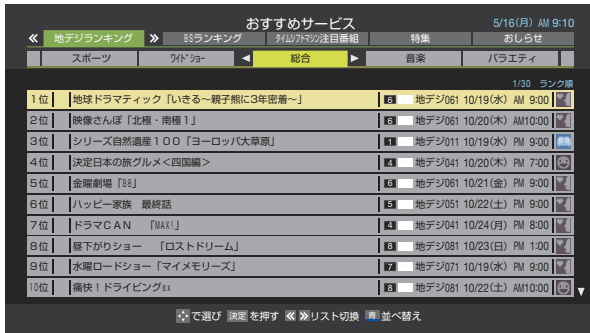 おすすめサービス 5/16(月) AM 9:10
≪ 地デジランキング ≫ BSランキング タイムシフトマシン注目番組 特集 おしらせ
スポーツ ワイドショー ◀ 総合 ▶ 音楽 バラエティ
1/30 ランク順
1位 地球ドラマティック「いきる～親子熊に3年密着～」 6 地デジ061 10/19(水) AM 9:00
2位 映像さんぽ「北極・南極１」 6 地デジ061 10/20(木) AM10:00
3位 シリーズ自然遺産１００「ヨーロッパ大草原」 1 地デジ011 10/19(水) PM 9:00
4位 決定日本の旅グルメ<四国編> 4 地デジ041 10/20(木) PM 7:00
5位 金曜劇場「88」 6 地デジ061 10/21(金) PM 9:00
6位 ハッピー家族 最終話 5 地デジ051 10/22(土) PM 9:00
7位 ドラマＣＡＮ 「MAX!」 4 地デジ041 10/24(月) PM 8:00
8位 昼下がりショー 「ロストドリーム」 8 地デジ081 10/23(日) PM 1:00
9位 水曜ロードショー「マイメモリーズ」 7 地デジ071 10/19(水) PM 9:00
10位 痛快！ドライビングex 8 地デジ081 10/22(土) AM10:00 ▼
で選び 決定 を押す ≪ ≫ リスト切換 青 並べ替え